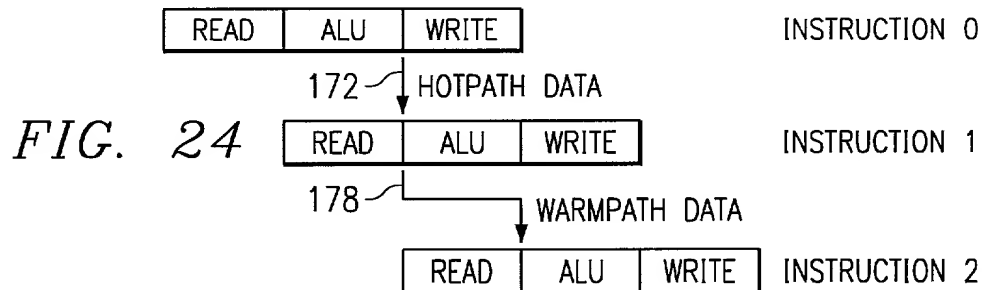 READ ALU WRITE INSTRUCTION 0
172 HOTPATH DATA
FIG. 24 READ ALU WRITE INSTRUCTION 1
178 WARMPATH DATA
READ ALU WRITE INSTRUCTION 2